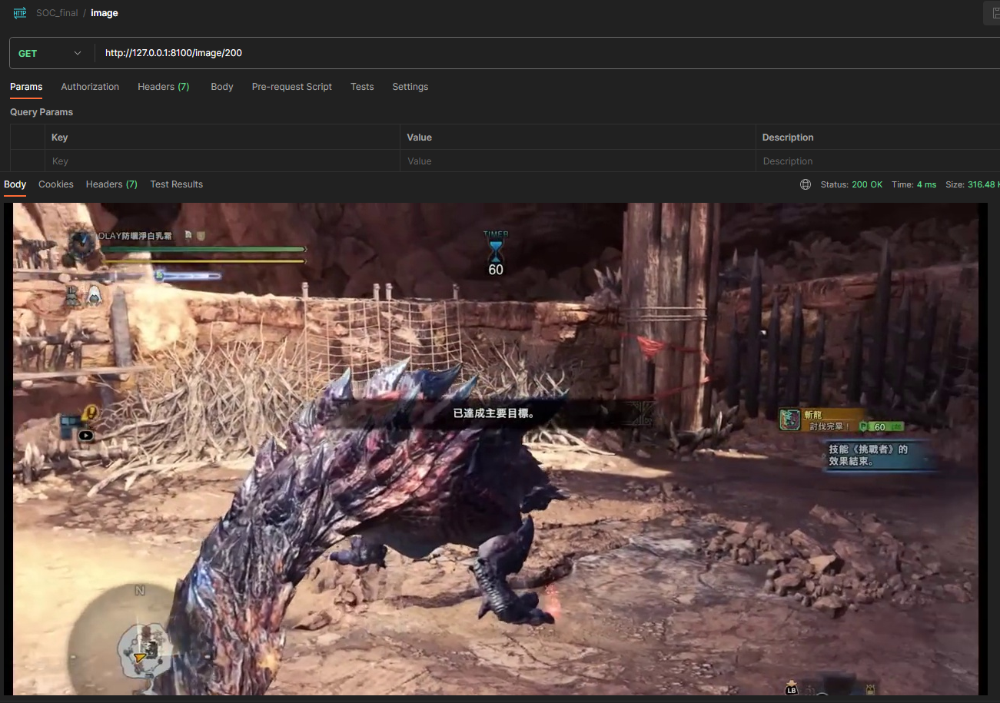 HTTP SOC_final / image
GET http://127.0.0.1:8100/image/200
Params Authorization Headers (7) Body Pre-request Script Tests Settings
Query Params
Key Value Description
Key Value Description
Body Cookies Headers (7) Test Results Status: 200 OK Time: 4 ms Size: 316.48
OLAY防曬淨白乳霜
TIMER
60
已達成主要目標。
斬龍
討伐完畢！ 60
技能《挑戰者》的
效果結束。
N
LB